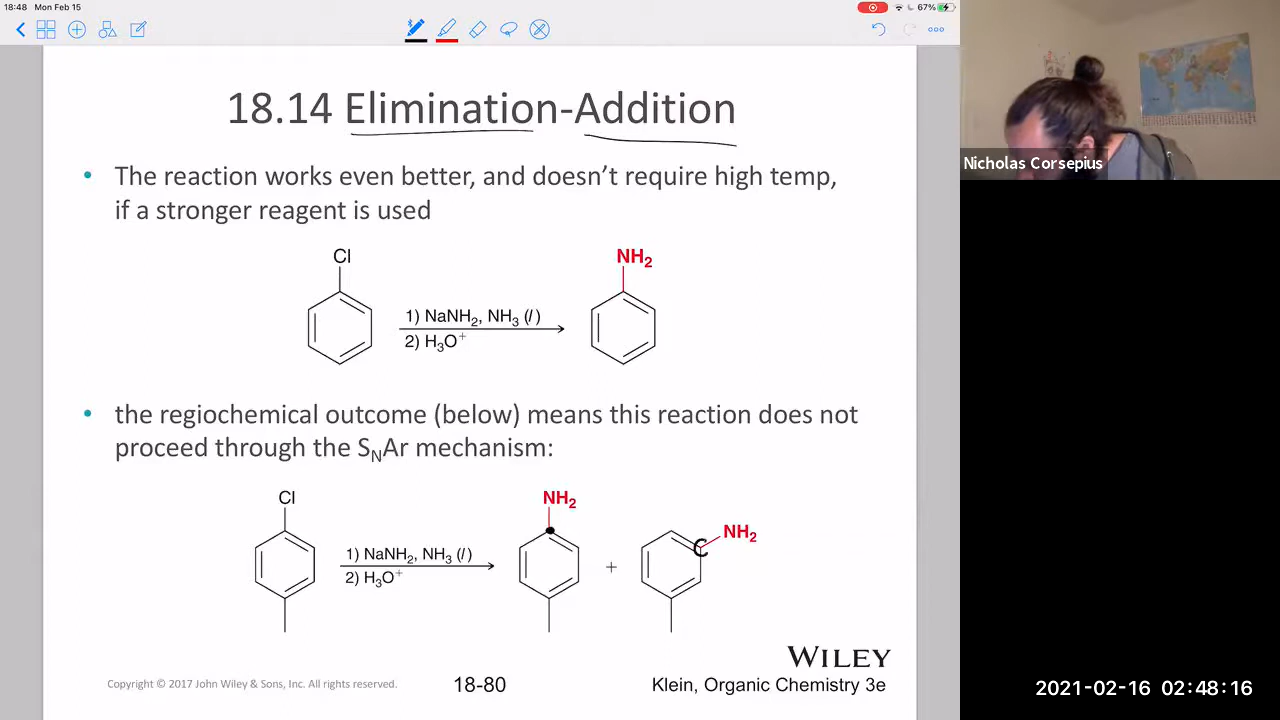 18:48 Mon Feb 15
67%
18.14 Elimination-Addition
• The reaction works even better, and doesn’t require high temp,
if a stronger reagent is used
Cl
NH₂
1) NaNH₂, NH₃ (l)
2) H₃O⁺
• the regiochemical outcome (below) means this reaction does not
proceed through the SNAr mechanism:
Cl
NH₂
NH₂
1) NaNH₂, NH₃ (l)
2) H₃O⁺
+
C
WILEY
Copyright © 2017 John Wiley & Sons, Inc. All rights reserved.
18-80
Klein, Organic Chemistry 3e
Nicholas Corsepius
2021-02-16 02:48:16